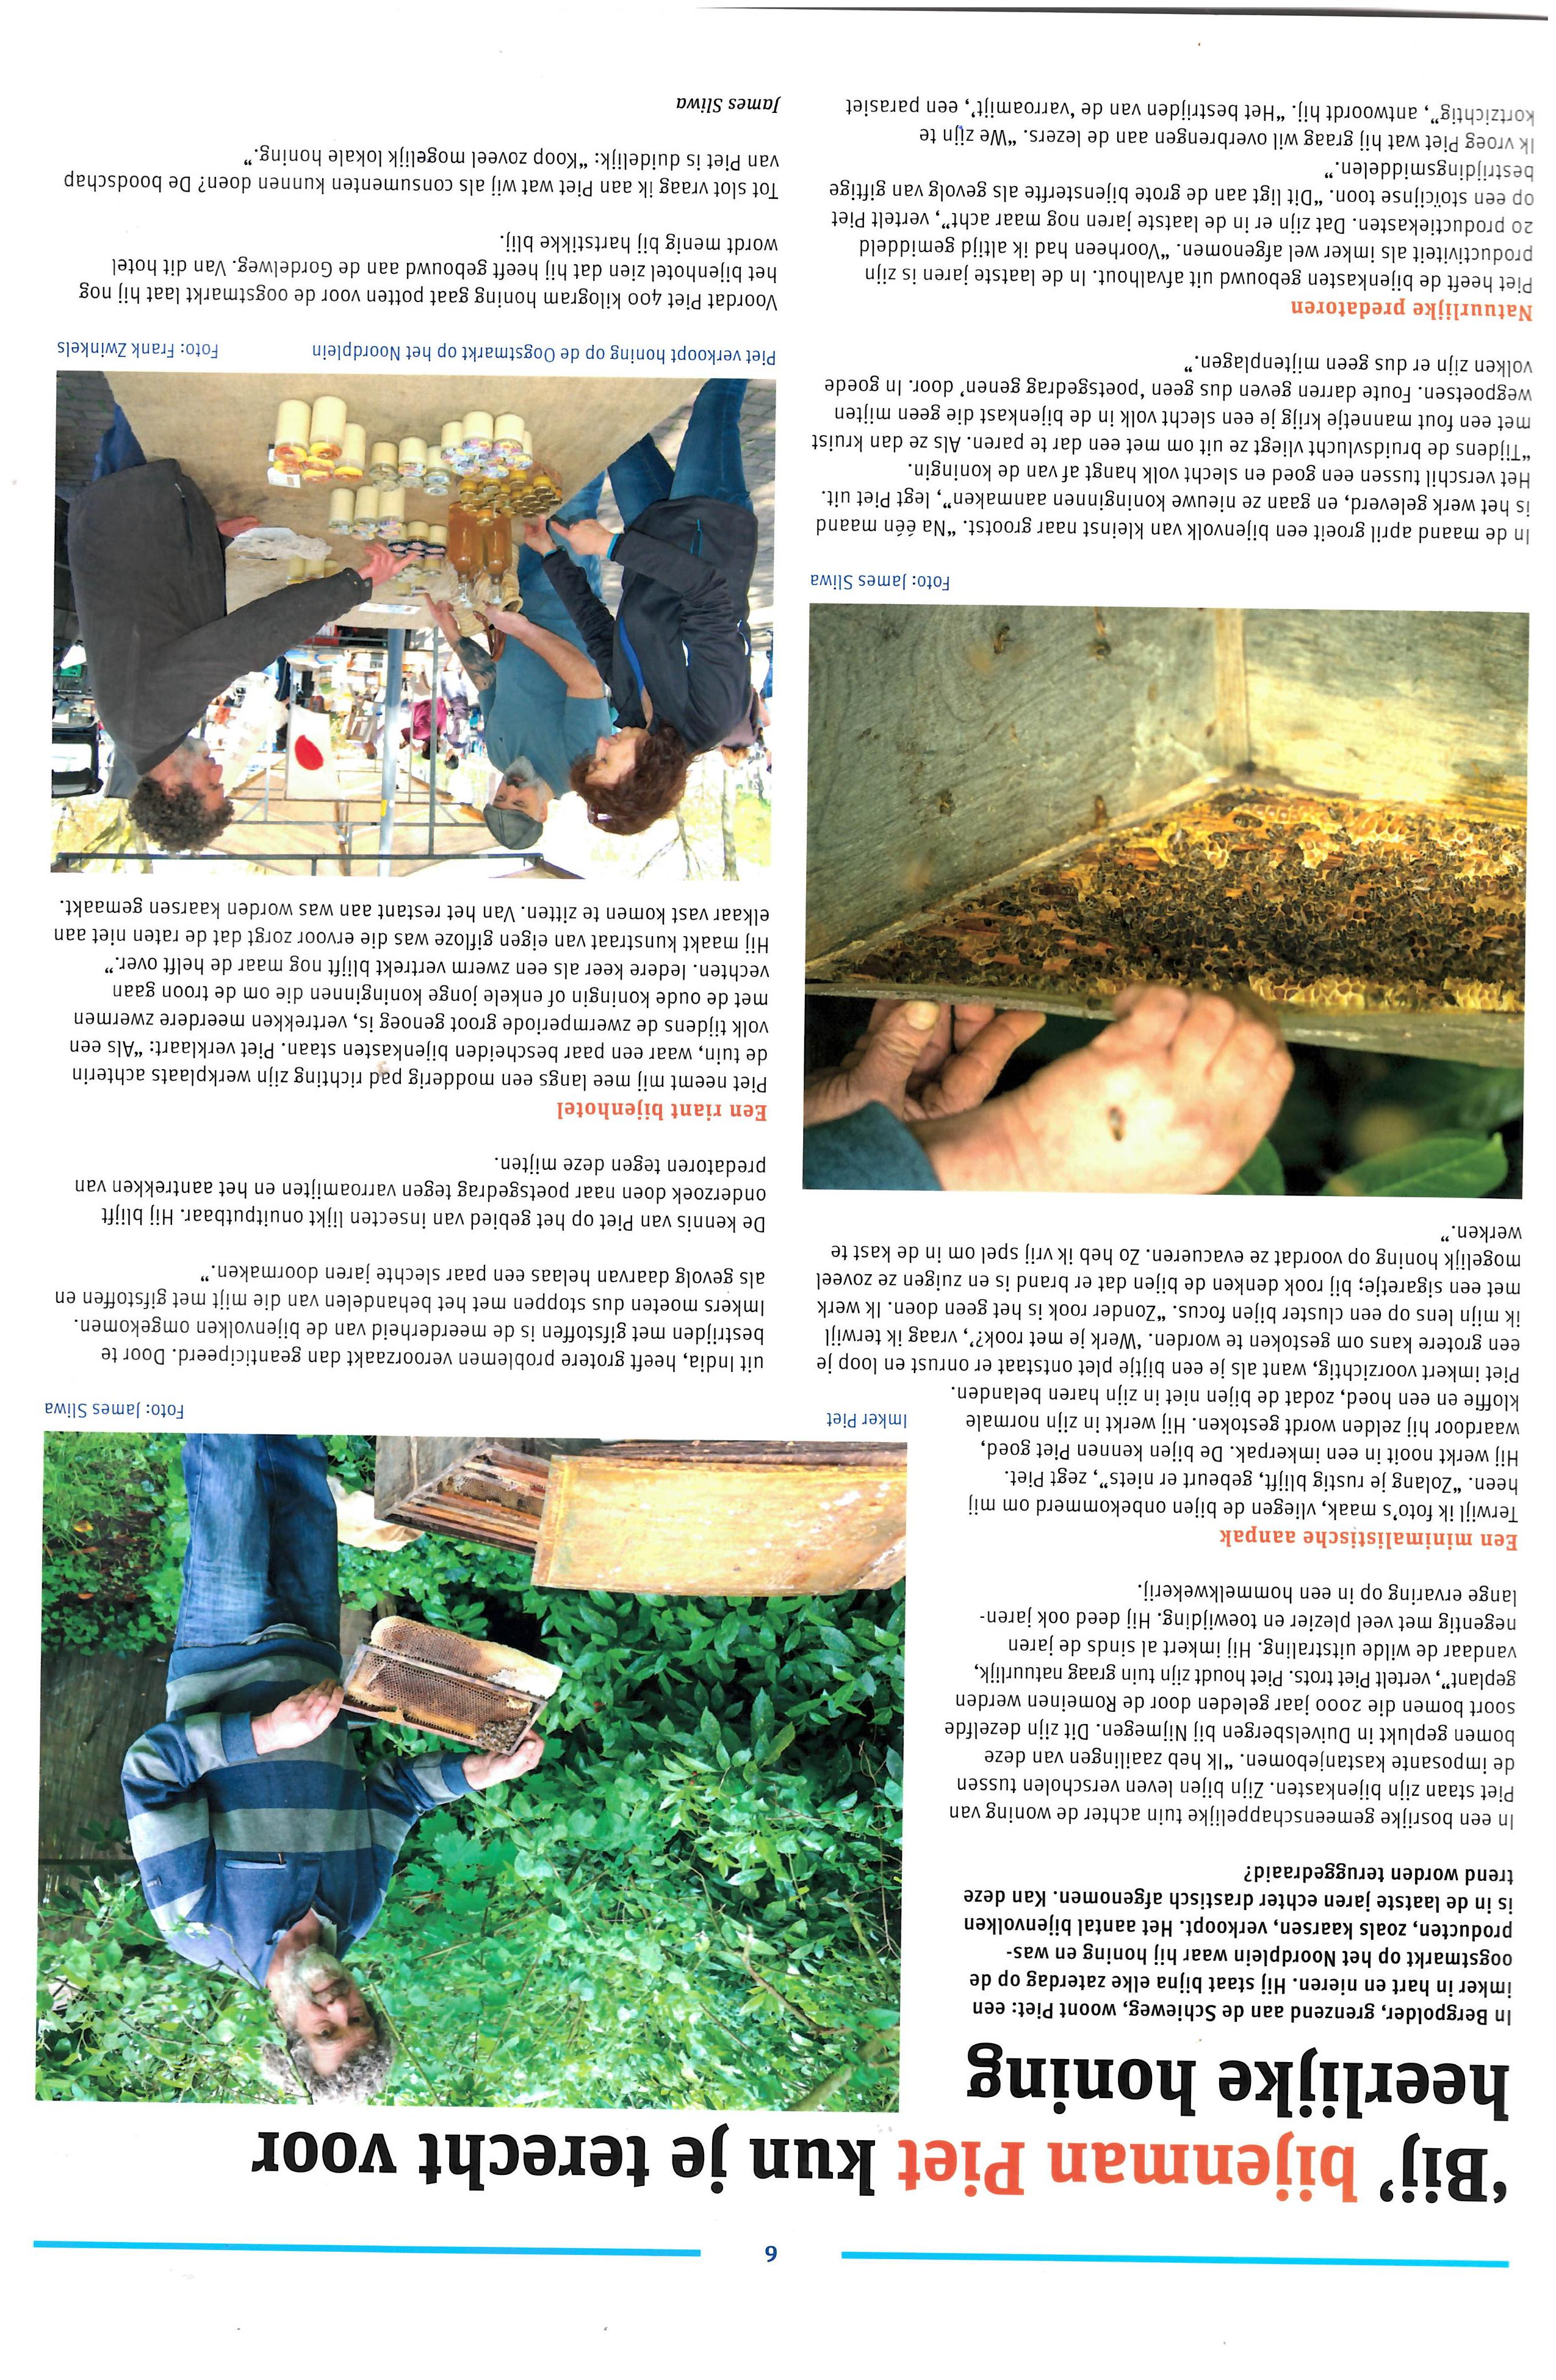 6
‘Bij’ bijenman Piet kun je terecht voor
heerlijke honing
In Bergpolder, grenzend aan de Schieweg, woont Piet: een
imker in hart en nieren. Hij staat bijna elke zaterdag op de
oogstmarkt op het Noordplein waar hij honing en was-
producten, zoals kaarsen, verkoopt. Het aantal bijenvolken
is in de laatste jaren echter drastisch afgenomen. Kan deze
trend worden teruggedraaid?
In een bosrijke gemeenschappelijke tuin achter de woning van
Piet staan zijn bijenkasten. Zijn bijen leven verscholen tussen
de imposante kastanjebomen. “Ik heb zaailingen van deze
bomen geplukt in Duivelsbergen bij Nijmegen. Dit zijn dezelfde
soort bomen die 2000 jaar geleden door de Romeinen werden
geplant”, vertelt Piet trots. Piet houdt zijn tuin graag natuurlijk,
vandaar de wilde uitstraling. Hij imkert al sinds de jaren
negentig met veel plezier en toewijding. Hij deed ook jaren-
lange ervaring op in een hommelkwekerij.
Een minimalistische aanpak
Terwijl ik foto’s maak, vliegen de bijen onbekommerd om mij
heen. “Zolang je rustig blijft, gebeurt er niets”, zegt Piet.
Hij werkt nooit in een imkerpak. De bijen kennen Piet goed,
waardoor hij zelden wordt gestoken. Hij werkt in zijn normale
kloffie en een hoed, zodat de bijen niet in zijn haren belanden.
Piet imkert voorzichtig, want als je een bijtje plet ontstaat er onrust en loop je
een grotere kans om gestoken te worden. ‘Werk je met rook?’, vraag ik terwijl
ik mijn lens op een cluster bijen focus. “Zonder rook is het geen doen. Ik werk
met een sigaretje; bij rook denken de bijen dat er brand is en zuigen ze zoveel
mogelijk honing op voordat ze evacueren. Zo heb ik vrij spel om in de kast te
werken.”
Imker Piet
Foto: James Sliwa
Foto: James Sliwa
In de maand april groeit een bijenvolk van kleinst naar grootst. “Na één maand
is het werk geleverd, en gaan ze nieuwe koninginnen aanmaken”, legt Piet uit.
Het verschil tussen een goed en slecht volk hangt af van de koningin.
“Tijdens de bruidsvlucht vliegt ze uit om met een dar te paren. Als ze dan kruist
met een fout mannetje krijg je een slecht volk in de bijenkast die geen mijten
wegpoetsen. Foute darren geven dus geen ‘poetsgedrag genen’ door. In goede
volken zijn er dus geen mijtenplagen.”
Natuurlijke predatoren
Piet heeft de bijenkasten gebouwd uit afvalhout. In de laatste jaren is zijn
productiviteit als imker wel afgenomen. “Voorheen had ik altijd gemiddeld
20 productiekasten. Dat zijn er in de laatste jaren nog maar acht”, vertelt Piet
op een stoïcijnse toon. “Dit ligt aan de grote bijensterfte als gevolg van giftige
bestrijdingsmiddelen.”
Ik vroeg Piet wat hij graag wil overbrengen aan de lezers. “We zijn te
kortzichtig”, antwoordt hij. “Het bestrijden van de ‘varroamijt’, een parasiet
uit India, heeft grotere problemen veroorzaakt dan geanticipeerd. Door te
bestrijden met gifstoffen is de meerderheid van de bijenvolken omgekomen.
Imkers moeten dus stoppen met het behandelen van die mijt met gifstoffen en
als gevolg daarvan helaas een paar slechte jaren doormaken.”
De kennis van Piet op het gebied van insecten lijkt onuitputbaar. Hij blijft
onderzoek doen naar poetsgedrag tegen varroamijten en het aantrekken van
predatoren tegen deze mijten.
Een riant bijenhotel
Piet neemt mij mee langs een modderig pad richting zijn werkplaats achterin
de tuin, waar een paar bescheiden bijenkasten staan. Piet verklaart: “Als een
volk tijdens de zwermperiode groot genoeg is, vertrekken meerdere zwermen
met de oude koningin of enkele jonge koninginnen die om de troon gaan
vechten. Iedere keer als een zwerm vertrekt blijft nog maar de helft over.”
Hij maakt kunstraat van eigen gifloze was die ervoor zorgt dat de raten niet aan
elkaar vast komen te zitten. Van het restant aan was worden kaarsen gemaakt.
Piet verkoopt honing op de Oogstmarkt op het Noordplein
Foto: Frank Zwinkels
Voordat Piet 400 kilogram honing gaat potten voor de oogstmarkt laat hij nog
het bijenhotel zien dat hij heeft gebouwd aan de Gordelweg. Van dit hotel
wordt menig bij hartstikke blij.
Tot slot vraag ik aan Piet wat wij als consumenten kunnen doen? De boodschap
van Piet is duidelijk: “Koop zoveel mogelijk lokale honing.”
James Sliwa